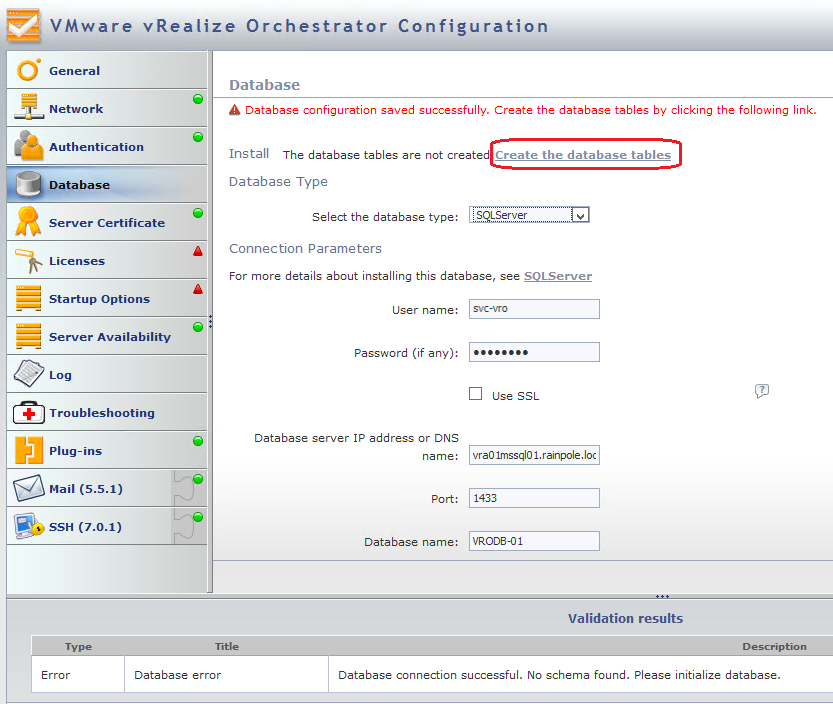 VMware vRealize Orchestrator Configuration
General
Network
Authentication
Database
Server Certificate
Licenses
Startup Options
Server Availability
Log
Troubleshooting
Plug-ins
Mail (5.5.1)
SSH (7.0.1)
Database
Database configuration saved successfully. Create the database tables by clicking the following link.
Install The database tables are not created Create the database tables
Database Type
Select the database type: SQLServer
Connection Parameters
For more details about installing this database, see SQLServer
User name: svc-vro
Password (if any): ••••••••
Use SSL
?
Database server IP address or DNS
name: vra01mssql01.rainpole.loc
Port: 1433
Database name: VRODB-01
Validation results
Type Title Description
Error Database error Database connection successful. No schema found. Please initialize database.